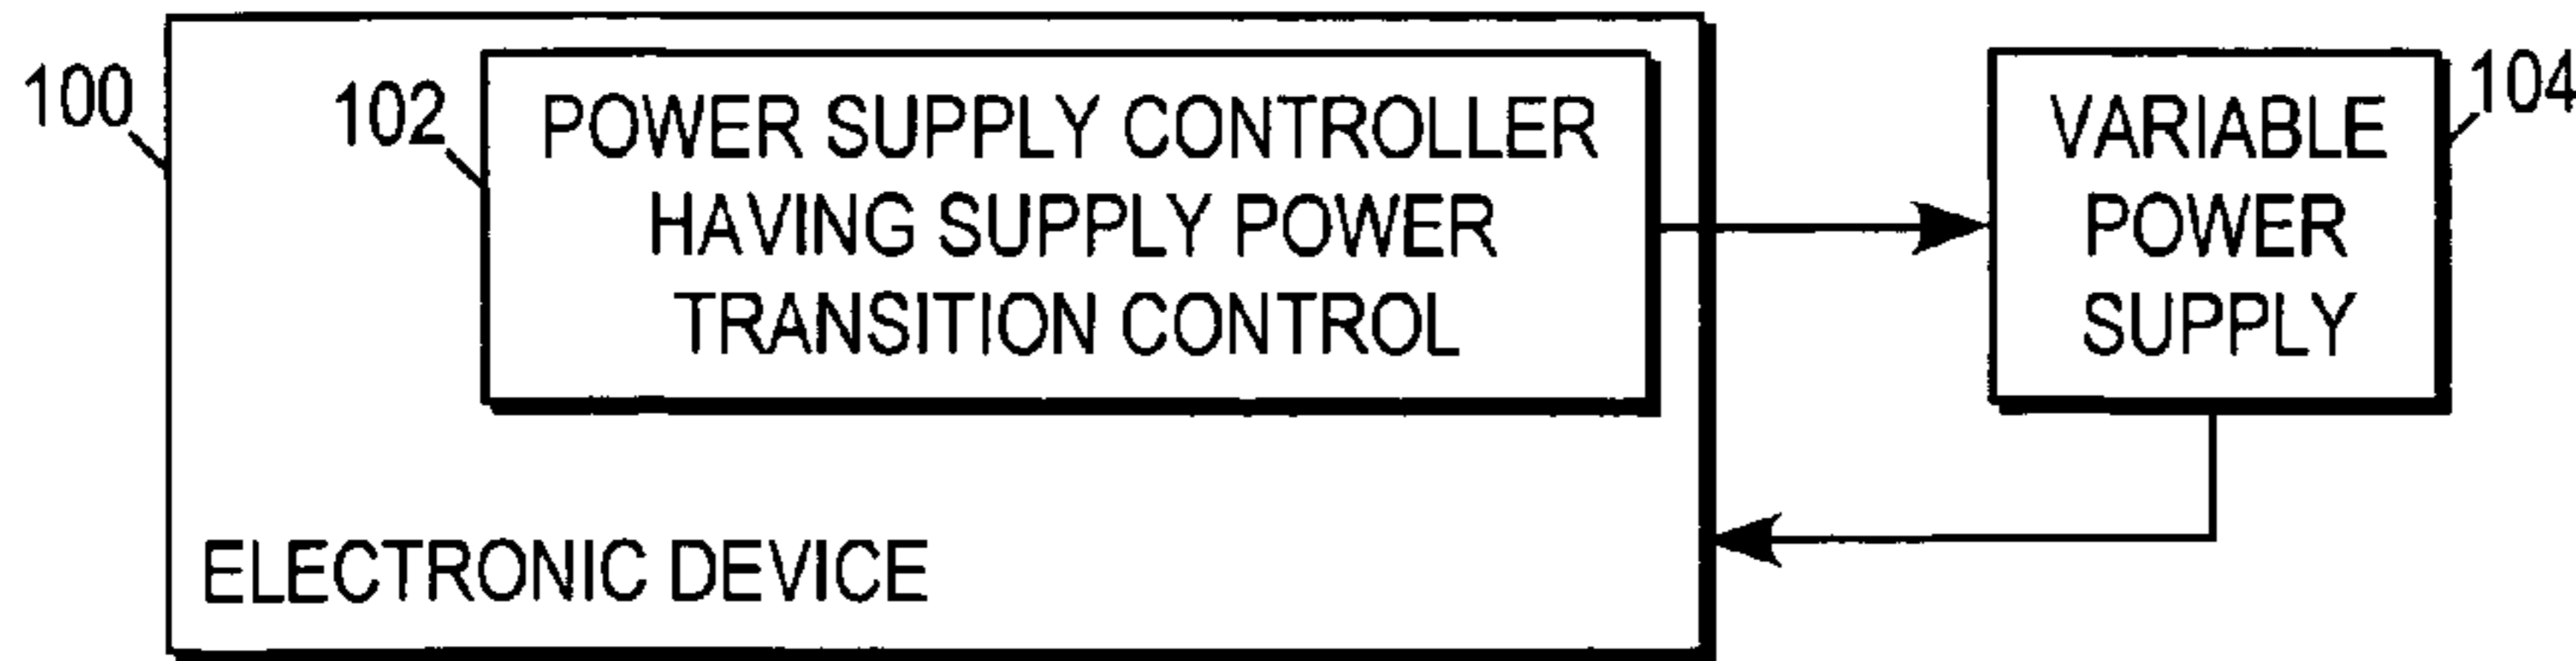 100
102
POWER SUPPLY CONTROLLER
HAVING SUPPLY POWER
TRANSITION CONTROL
VARIABLE
POWER
SUPPLY
104
ELECTRONIC DEVICE